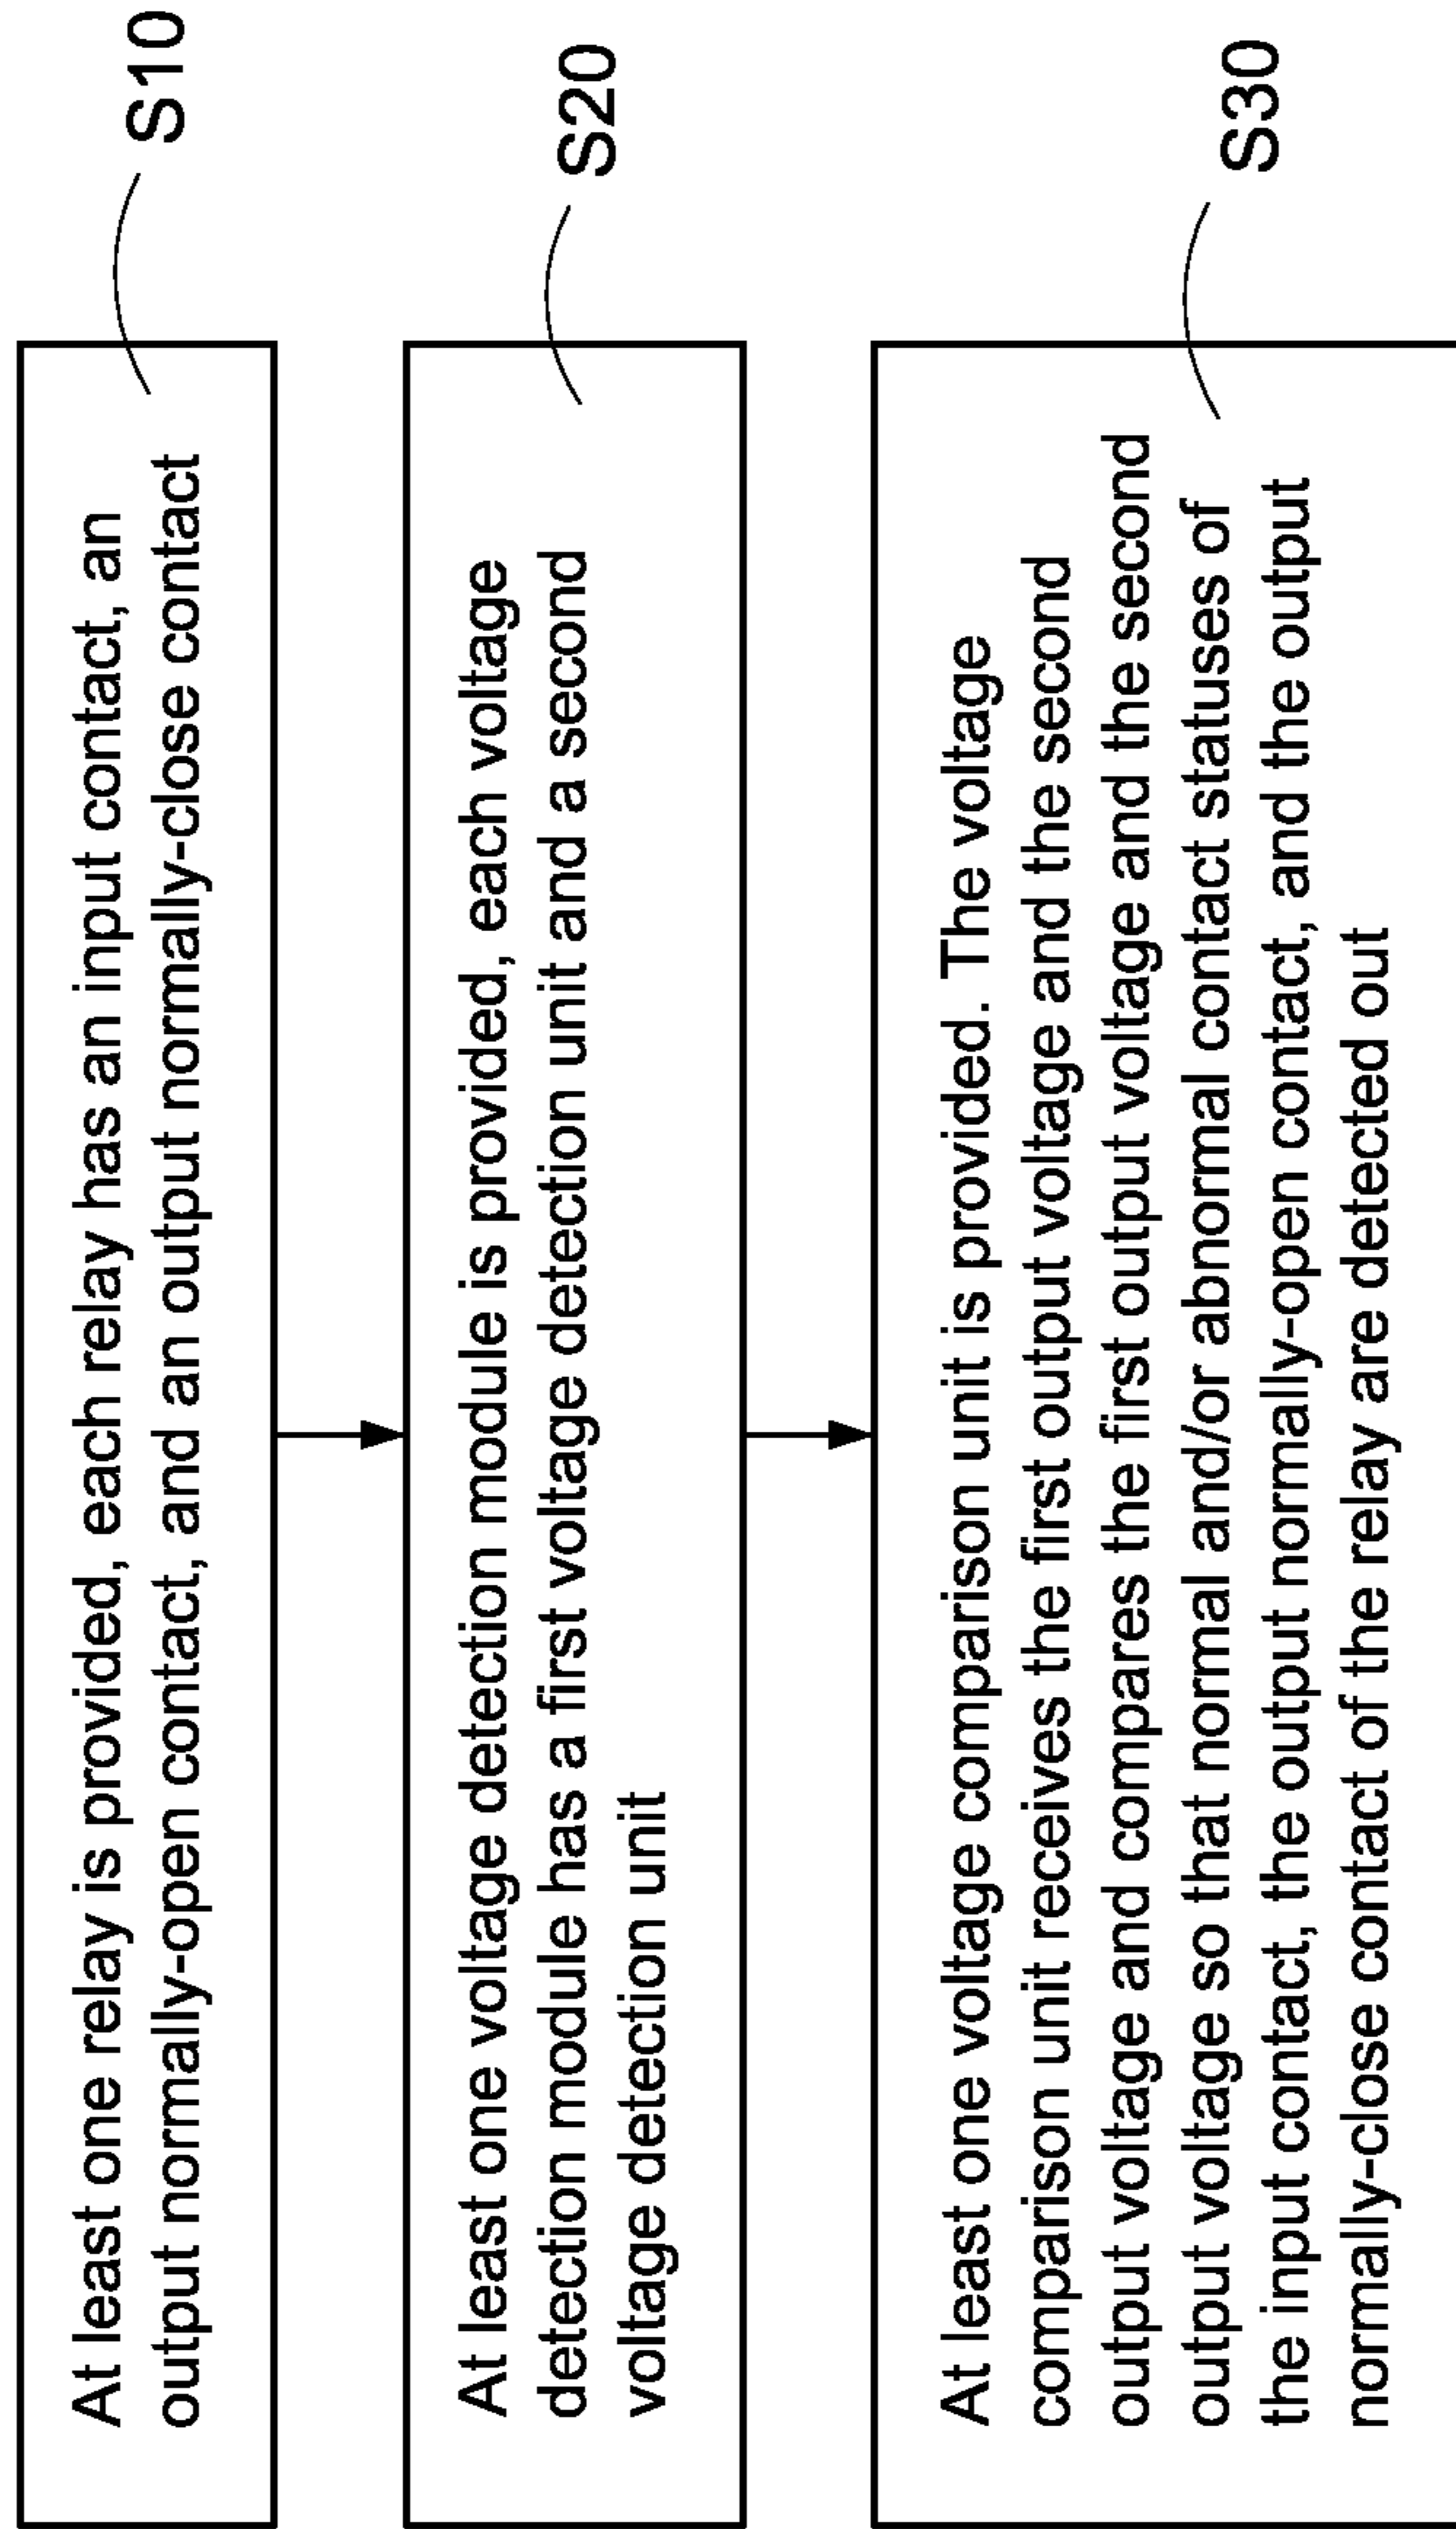 At least one relay is provided, each relay has an input contact, an
output normally-open contact, and an output normally-close contact
S10
At least one voltage detection module is provided, each voltage
detection module has a first voltage detection unit and a second
voltage detection unit
S20
At least one voltage comparison unit is provided. The voltage
comparison unit receives the first output voltage and the second
output voltage and compares the first output voltage and the second
output voltage so that normal and/or abnormal contact statuses of
the input contact, the output normally-open contact, and the output
normally-close contact of the relay are detected out
S30